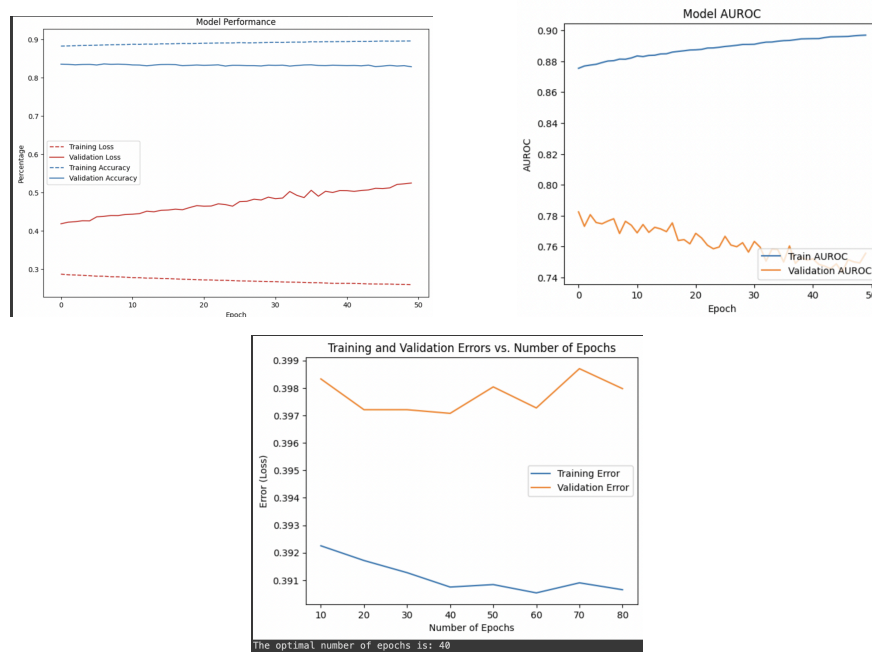 Model Performance
0.9
0.8
0.7
0.6
0.5
0.4
0.3
Percentage
Training Loss
Validation Loss
Training Accuracy
Validation Accuracy
0 10 20 30 40 50
Epoch
Model AUROC
0.90
0.88
0.86
0.84
0.82
0.80
0.78
0.76
0.74
AUROC
Train AUROC
Validation AUROC
0 10 20 30 40 50
Epoch
Training and Validation Errors vs. Number of Epochs
0.399
0.398
0.397
0.396
0.395
0.394
0.393
0.392
0.391
Error (Loss)
Training Error
Validation Error
10 20 30 40 50 60 70 80
Number of Epochs
The optimal number of epochs is: 40